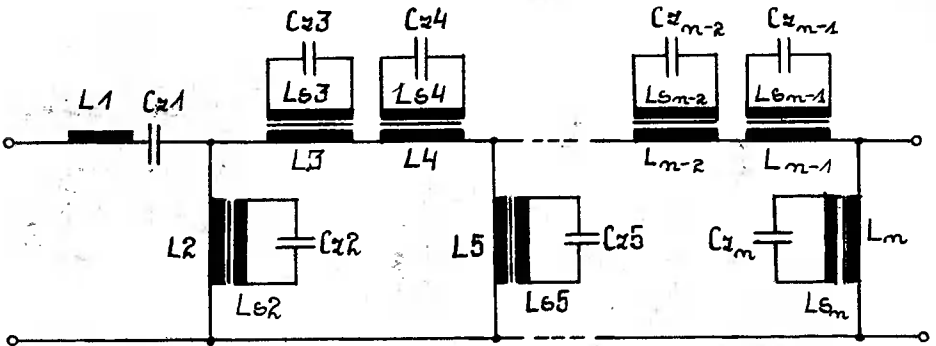 Cz3 Cz4 Czn-2 Czn-1
L1 Cz1 Ls3 Ls4 Lsn-2 Lsn-1
L3 L4 Ln-2 Ln-1
L2 Cz2 L5 Cz5 Czn Ln
Ls2 Ls5 Lsn